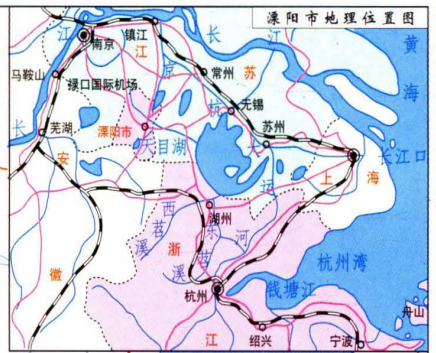 溧阳市地理位置图
江
南京
镇江
江
长
江
黄
海
马鞍山
禄口国际机场
京
常州
苏
杭
无锡
长
芜湖
溧阳市
天目湖
苏州
大
长江口
安
运
上
海
西
苕
溪
湖州
东
苕
溪
河
浙
徽
杭州湾
杭州
钱塘江
舟山
江
绍兴
宁波